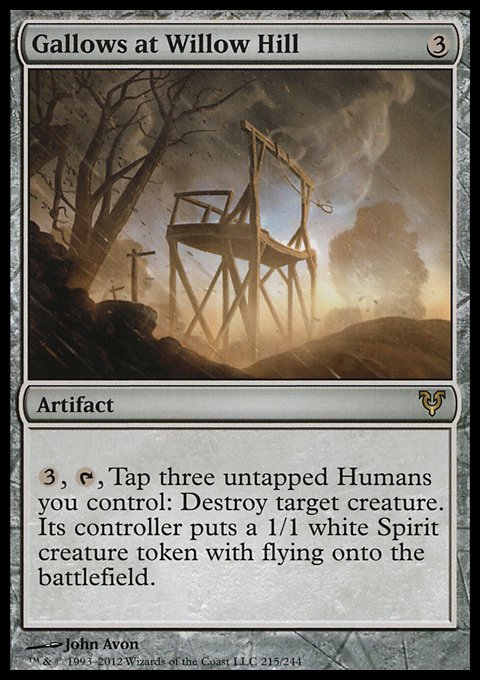 Gallows at Willow Hill 3
Artifact
3, , Tap three untapped Humans
you control: Destroy target creature.
Its controller puts a 1/1 white Spirit
creature token with flying onto the
battlefield.
John Avon
™ & © 1993–2012 Wizards of the Coast LLC 215/244